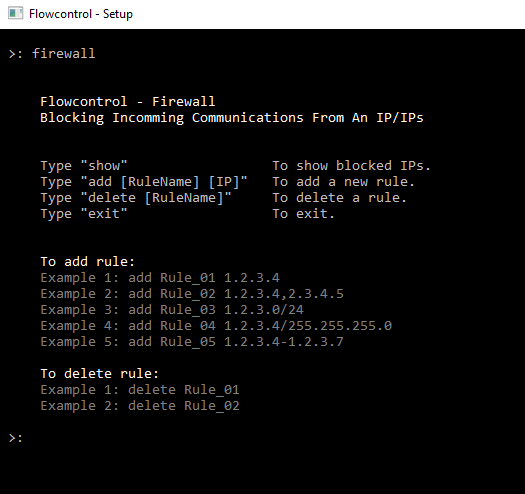 Flowcontrol - Setup
>: firewall
Flowcontrol - Firewall
Blocking Incomming Communications From An IP/IPs
Type "show" To show blocked IPs.
Type "add [RuleName] [IP]" To add a new rule.
Type "delete [RuleName]" To delete a rule.
Type "exit" To exit.
To add rule:
Example 1: add Rule_01 1.2.3.4
Example 2: add Rule_02 1.2.3.4,2.3.4.5
Example 3: add Rule_03 1.2.3.0/24
Example 4: add Rule 04 1.2.3.4/255.255.255.0
Example 5: add Rule_05 1.2.3.4-1.2.3.7
To delete rule:
Example 1: delete Rule_01
Example 2: delete Rule_02
>: